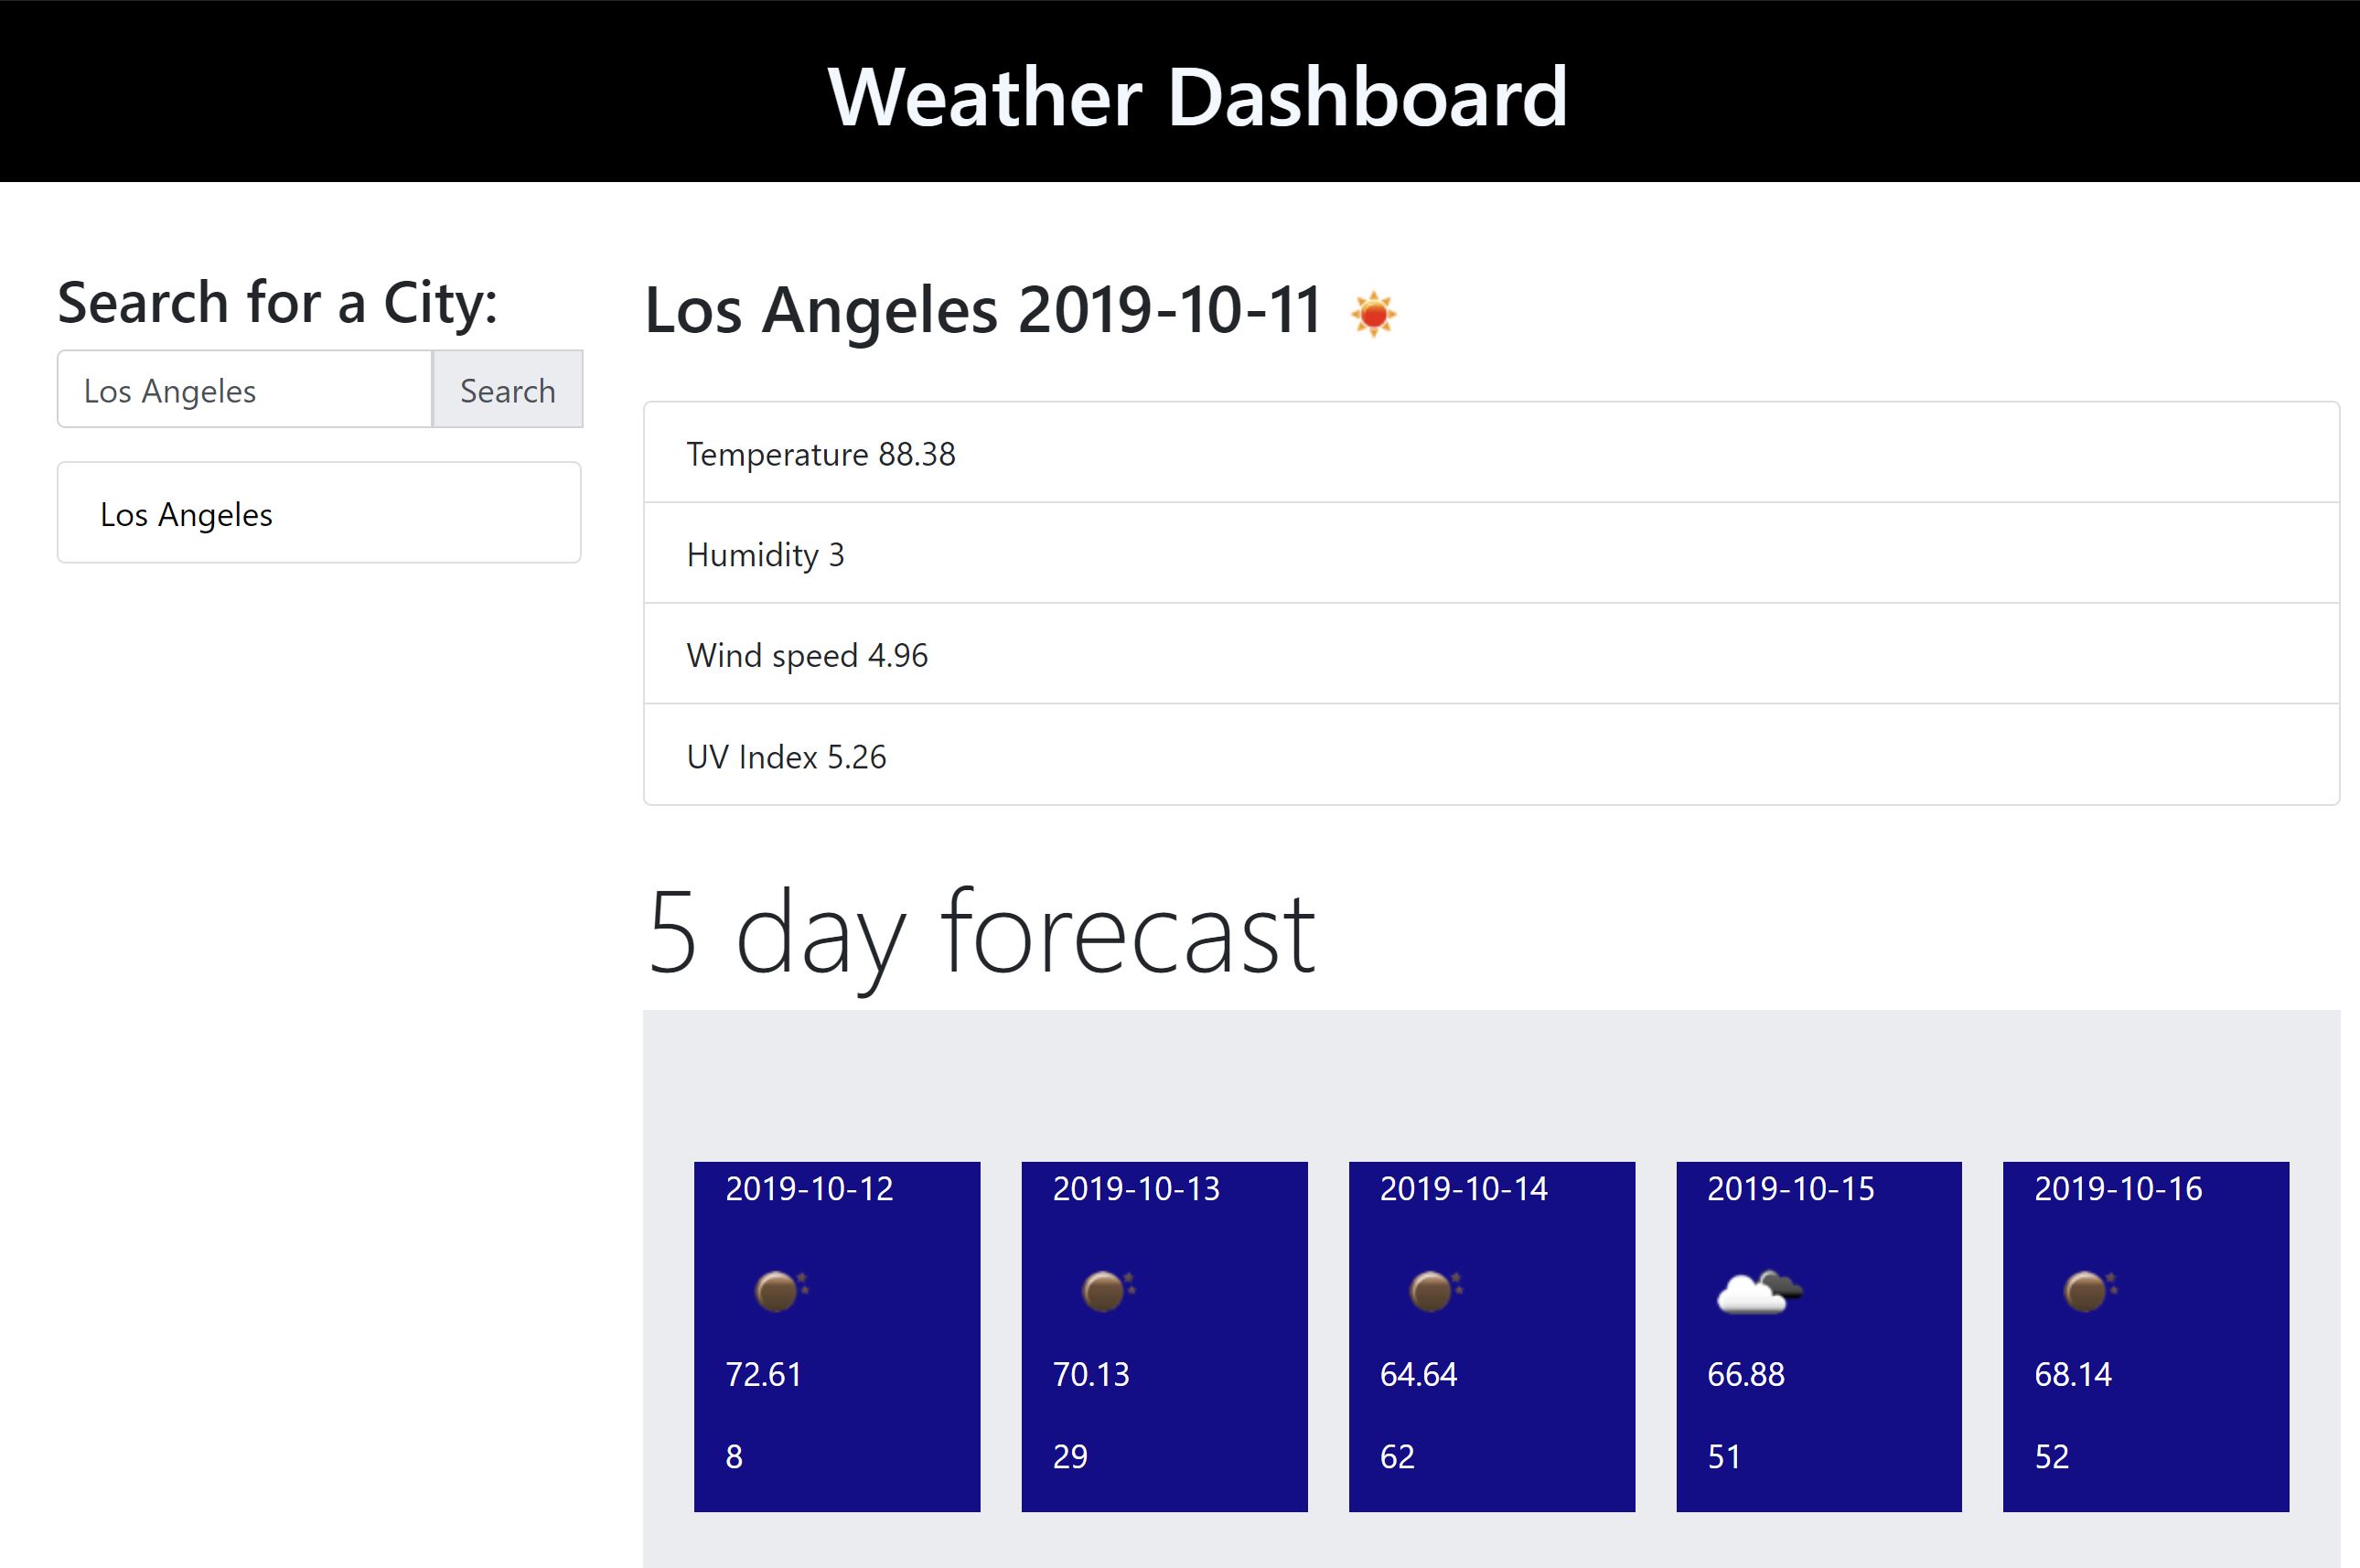 Weather Dashboard
Search for a City:
Los Angeles
Search
Los Angeles
Los Angeles 2019-10-11
Temperature 88.38
Humidity 3
Wind speed 4.96
UV Index 5.26
5 day forecast
2019-10-12
72.61
8
2019-10-13
70.13
29
2019-10-14
64.64
62
2019-10-15
66.88
51
2019-10-16
68.14
52